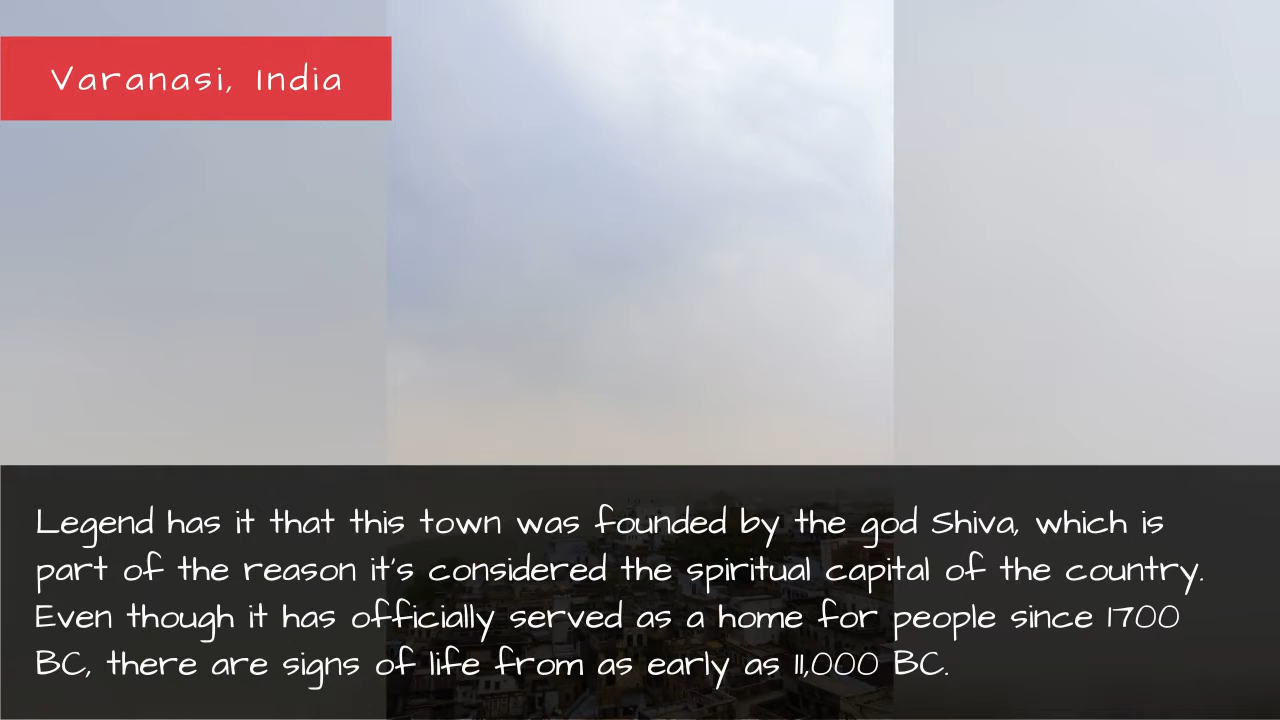 Varanasi, India
Legend has it that this town was founded by the god Shiva, which is
part of the reason it's considered the spiritual capital of the country.
Even though it has officially served as a home for people since 1700
BC, there are signs of life from as early as 11,000 BC.